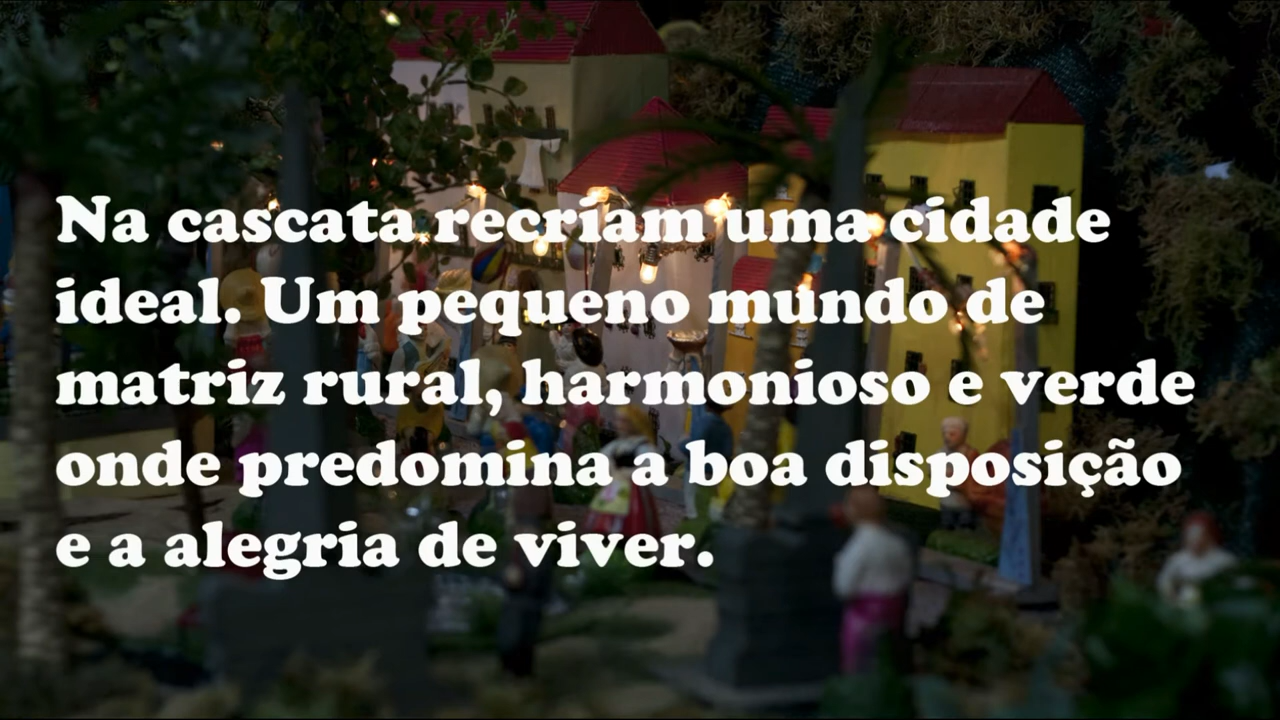 Na cascata recriam uma cidade
ideal. Um pequeno mundo de
matriz rural, harmonioso e verde
onde predomina a boa disposição
e a alegria de viver.